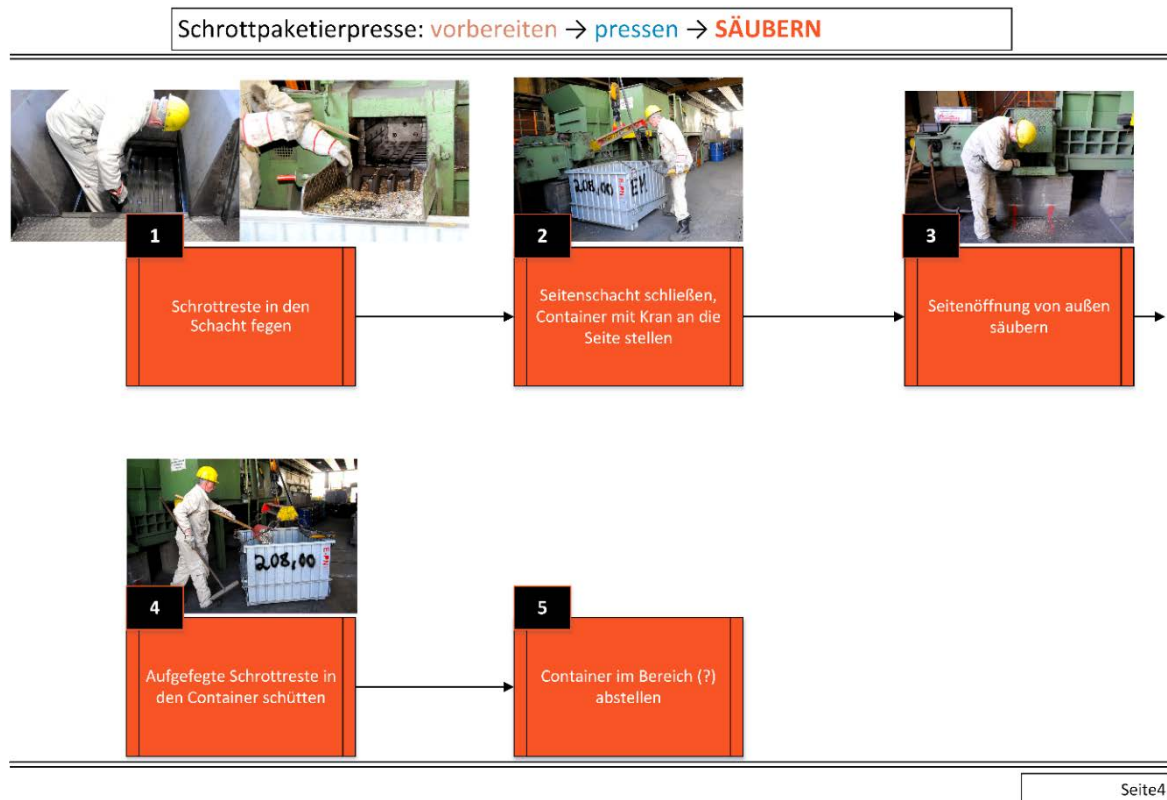 Schrottpaketierpresse: vorbereiten → pressen → SÄUBERN
1
Schrottreste in den
Schacht fegen
208,00 EM
2
Seitenschacht schließen,
Container mit Kran an die
Seite stellen
3
Seitenöffnung von außen
säubern
208,00
4
Aufgefegte Schrottreste in
den Container schütten
5
Container im Bereich (?)
abstellen
Seite4